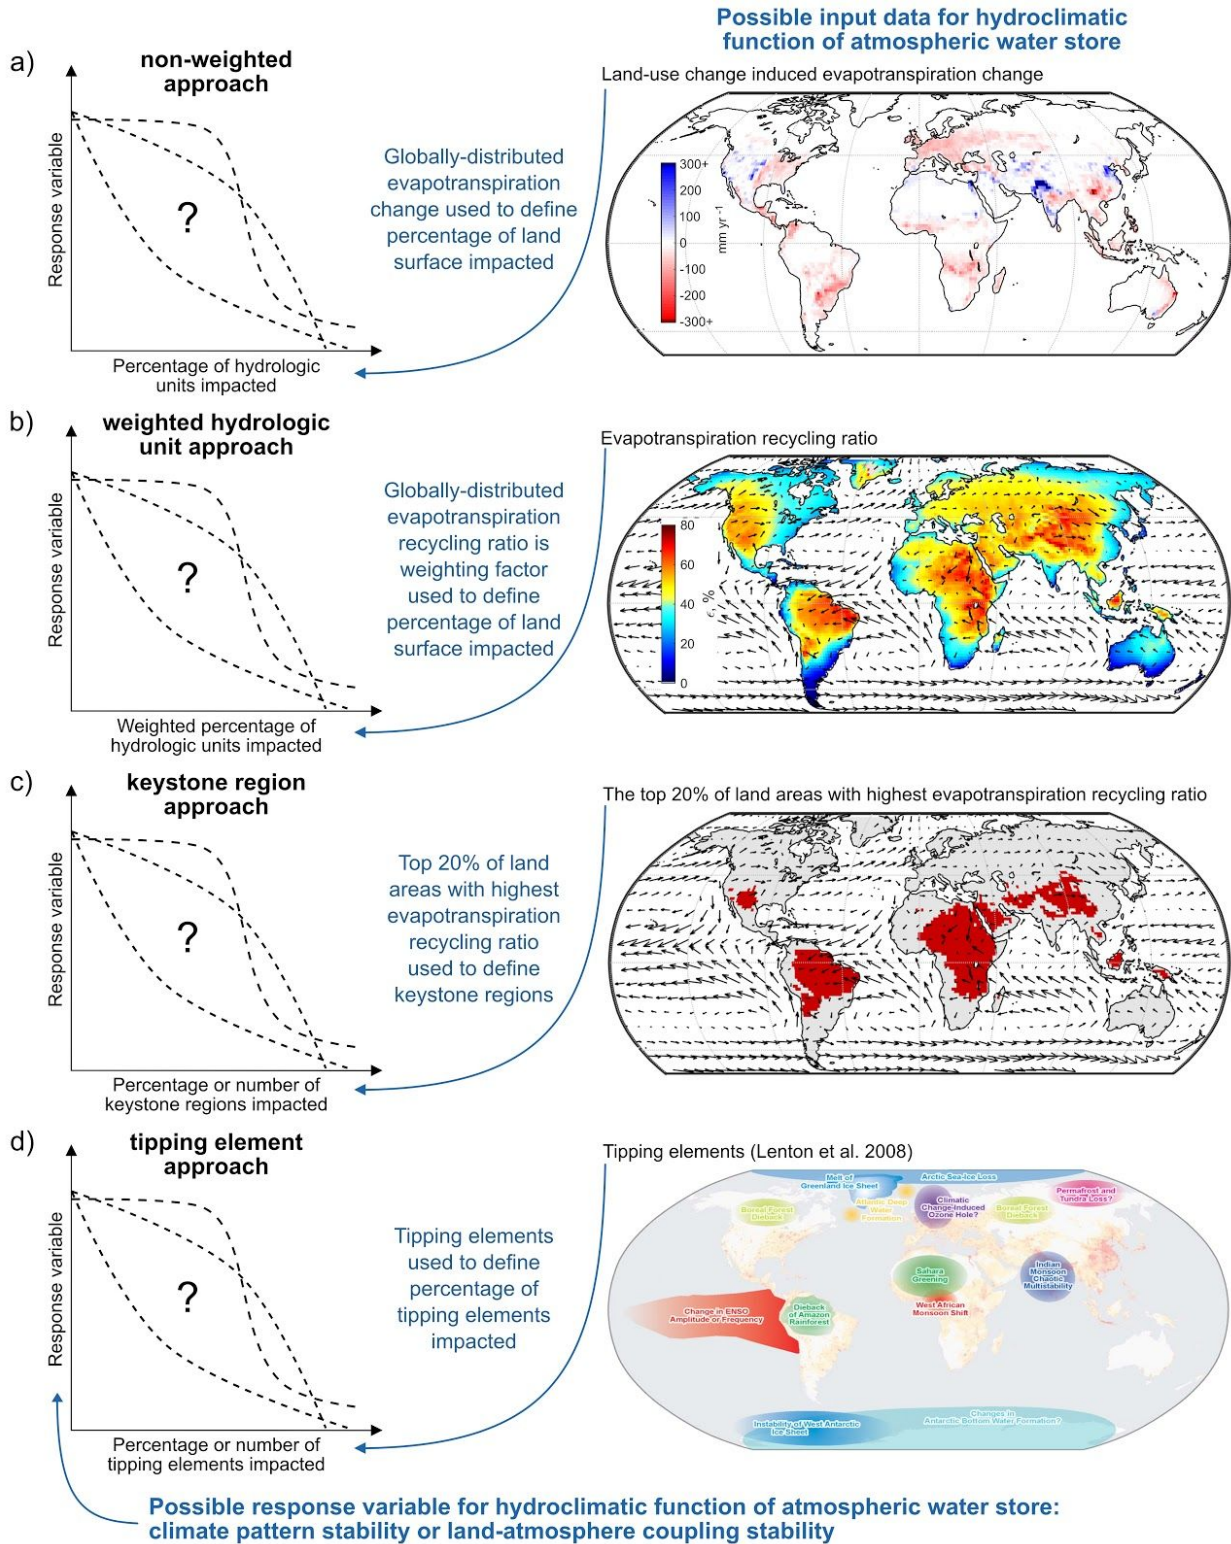 Possible input data for hydroclimatic
function of atmospheric water store
a)
non-weighted
approach
Response variable
?
Percentage of hydrologic
units impacted
Globally-distributed
evapotranspiration
change used to define
percentage of land
surface impacted
Land-use change induced evapotranspiration change
300+
200
100
0
-100
-200
-300+
mm yr⁻¹
b)
weighted hydrologic
unit approach
Response variable
?
Weighted percentage of
hydrologic units impacted
Globally-distributed
evapotranspiration
recycling ratio is
weighting factor
used to define
percentage of land
surface impacted
Evapotranspiration recycling ratio
80
60
40
20
0
%
c)
keystone region
approach
Response variable
?
Percentage or number of
keystone regions impacted
Top 20% of land
areas with highest
evapotranspiration
recycling ratio
used to define
keystone regions
The top 20% of land areas with highest evapotranspiration recycling ratio
d)
tipping element
approach
Response variable
?
Percentage or number of
tipping elements impacted
Tipping elements
used to define
percentage of
tipping elements
impacted
Tipping elements (Lenton et al. 2008)
Melt of
Greenland Ice Sheet
Arctic Sea-Ice Loss
Boreal Forest
Dieback
Atlantic Deep
Water
Formation
Climatic
Change-Induced
Ozone Hole?
Boreal Forest
Dieback
Permafrost and
Tundra Loss?
Sahara
Greening
Indian
Monsoon
Chaotic
Multistability
West African
Monsoon Shift
Change in ENSO
Amplitude or Frequency
Dieback
of Amazon
Rainforest
Instability of West Antarctic
Ice Sheet
Changes in
Antarctic Bottom Water Formation?
Possible response variable for hydroclimatic function of atmospheric water store:
climate pattern stability or land-atmosphere coupling stability